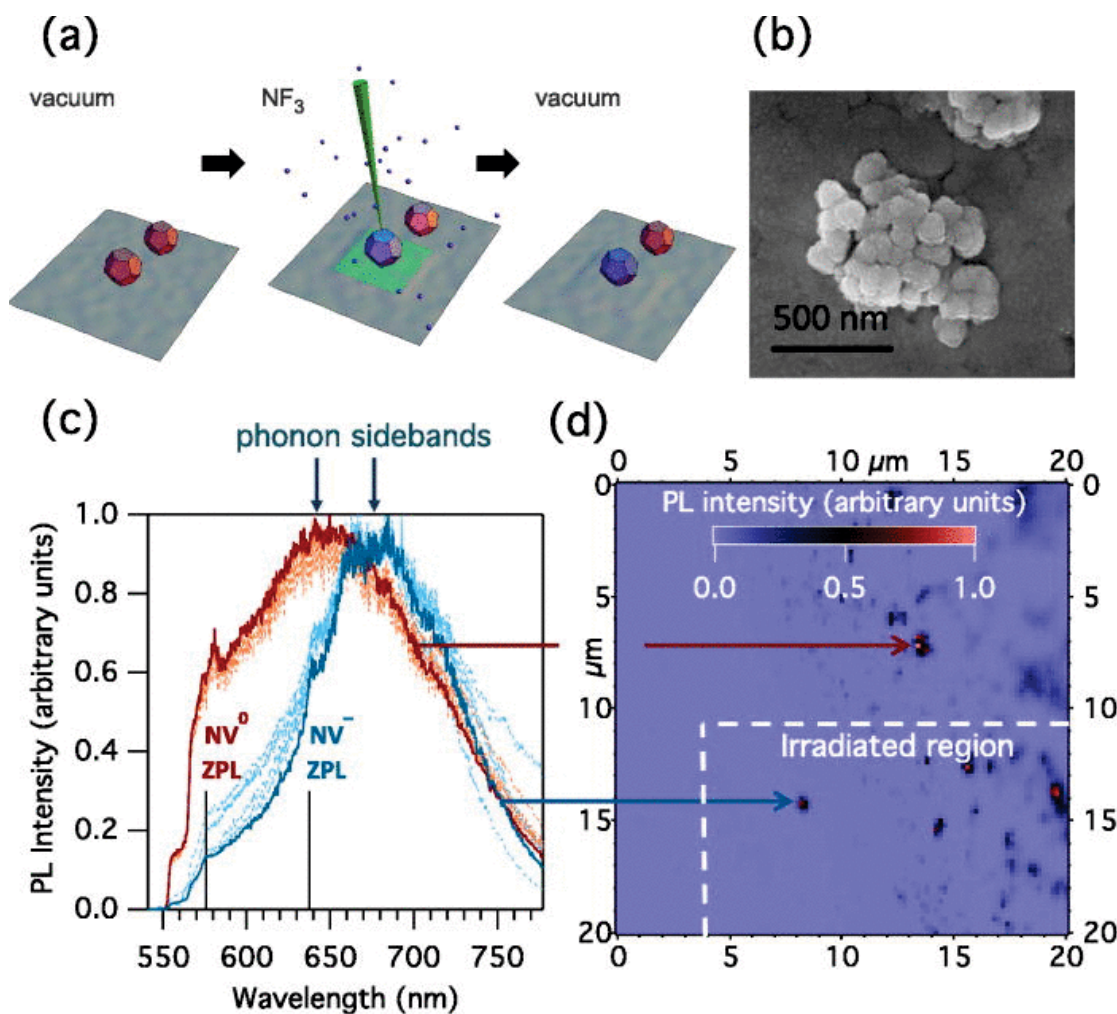 (a)
(b)
vacuum
NF3
vacuum
500 nm
(c)
(d)
phonon sidebands
0 5 10 μm 15 20
PL intensity (arbitrary units)
0.0 0.5 1.0
PL Intensity (arbitrary units)
1.0
0.8
0.6
0.4
0.2
0.0
NV0
ZPL
NV−
ZPL
550 600 650 700 750
Wavelength (nm)
0
5
μm
10
15
20
0
5
10
15
20
Irradiated region
0 5 10 15 20